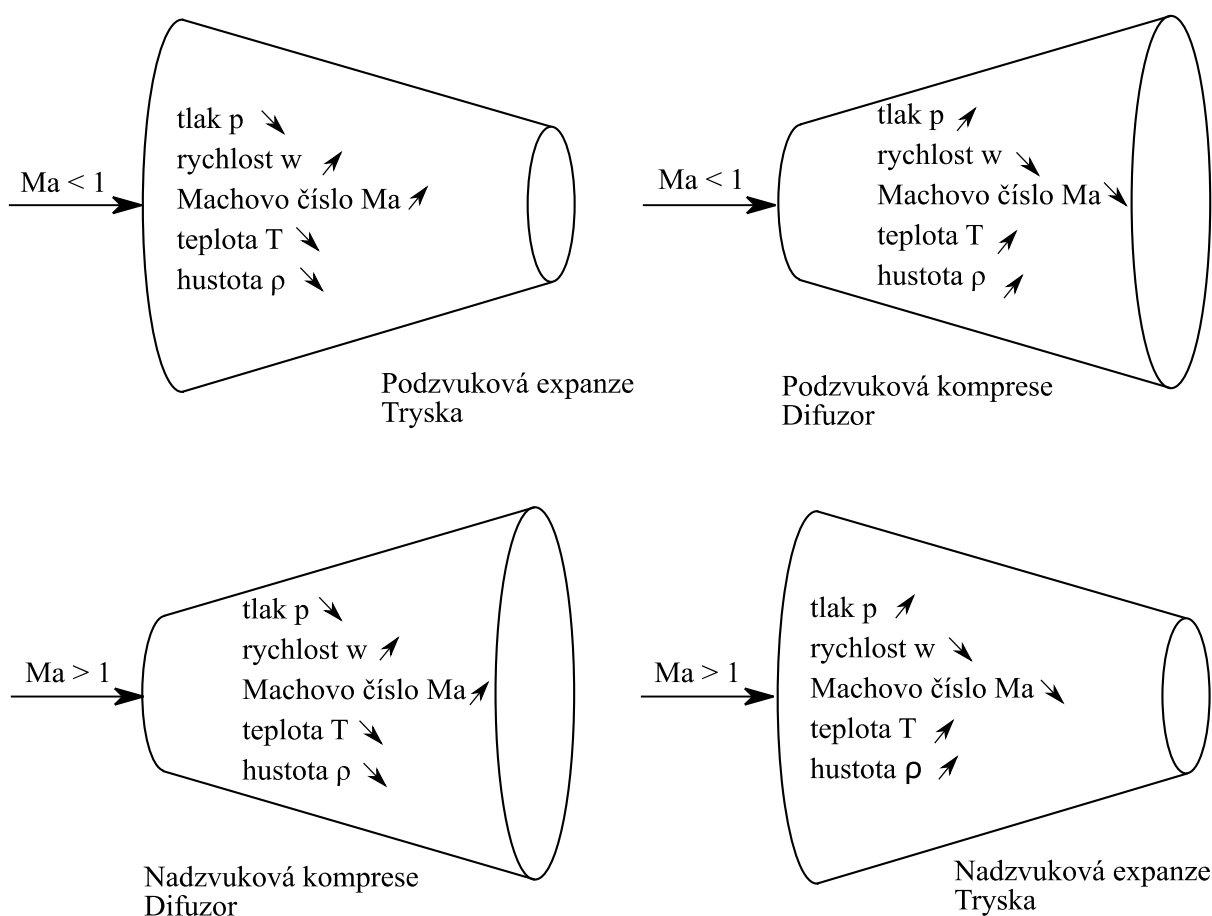 Ma < 1
tlak p
rychlost w
Machovo číslo Ma
teplota T
hustota ρ
Podzvuková expanze
Tryska
Ma < 1
tlak p
rychlost w
Machovo číslo Ma
teplota T
hustota ρ
Podzvuková komprese
Difuzor
Ma > 1
tlak p
rychlost w
Machovo číslo Ma
teplota T
hustota ρ
Nadzvuková komprese
Difuzor
Ma > 1
tlak p
rychlost w
Machovo číslo Ma
teplota T
hustota ρ
Nadzvuková expanze
Tryska